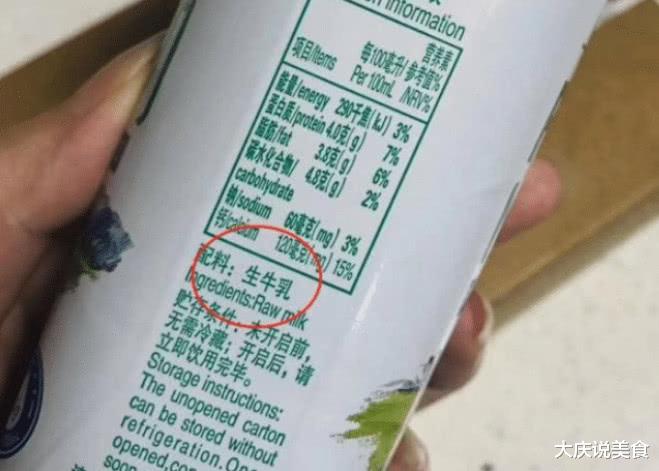 Information
项目/Items 每100毫升/ Per 100mL 营养素参考值% /NRV%
能量/energy 290千焦(kJ) 3%
蛋白质/protein 4.0克(g) 7%
脂肪/fat 3.8克(g) 6%
碳水化合物/ 4.8克(g) 2%
carbohydrate
钠/sodium 60毫克(mg) 3%
钙/calcium 120毫克(mg) 15%
配料：生牛乳
Ingredients:Raw milk
贮存条件：未开启前，
无需冷藏；开启后，请
立即饮用完毕。
Storage instructions:
The unopened carton
can be stored without
refrigeration.
opened,
soon
大庆说美食